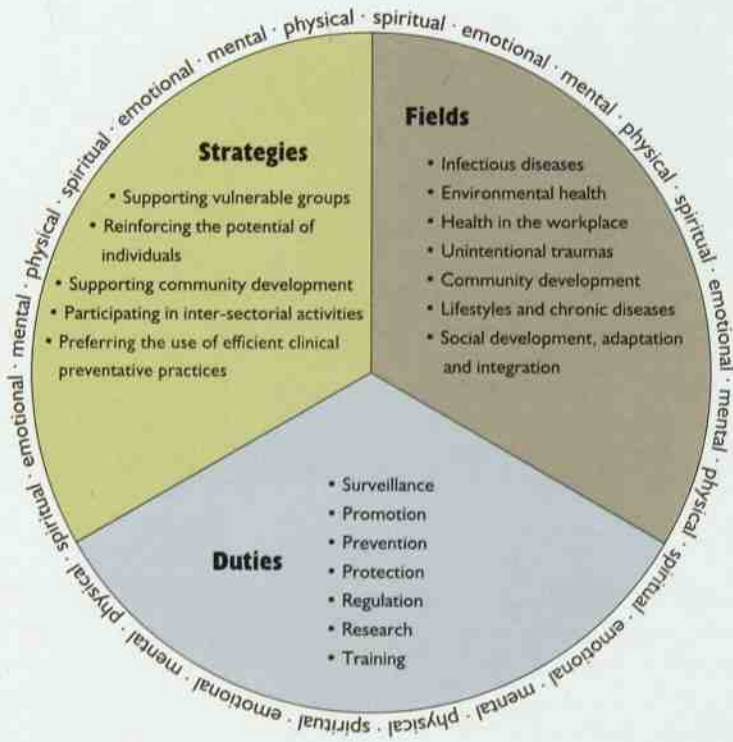 spiritual · emotional · mental · physical · spiritual · emotional · mental · physical · spiritual · emotional · mental · physical · spiritual · emotional · mental · physical · spiritual · emotional · mental · physical · spiritual · emotional · mental · physical ·
Strategies
• Supporting vulnerable groups
• Reinforcing the potential of
individuals
• Supporting community development
• Participating in inter-sectorial activities
• Preferring the use of efficient clinical
preventative practices
Fields
• Infectious diseases
• Environmental health
• Health in the workplace
• Unintentional traumas
• Community development
• Lifestyles and chronic diseases
• Social development, adaptation
and integration
Duties
• Surveillance
• Promotion
• Prevention
• Protection
• Regulation
• Research
• Training